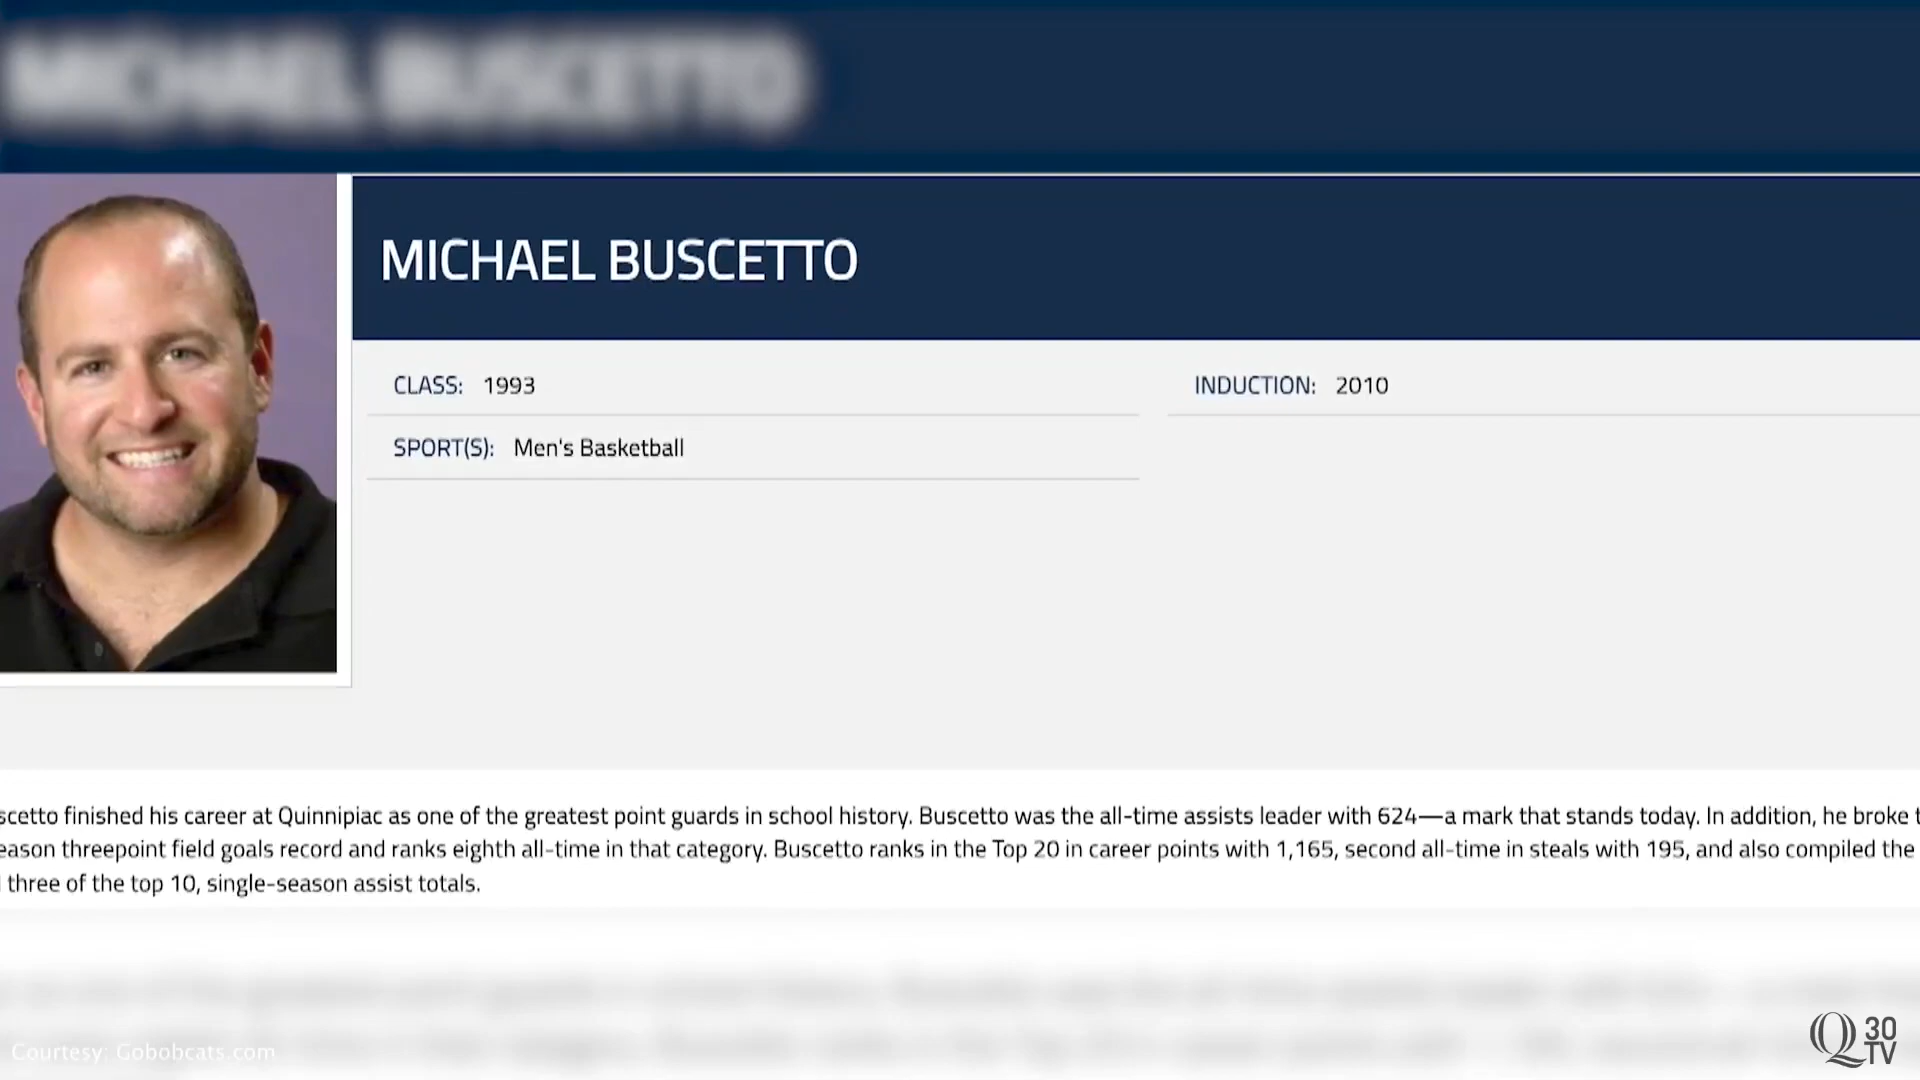 MICHAEL BUSCETTO
MICHAEL BUSCETTO
CLASS: 1993
INDUCTION: 2010
SPORT(S): Men's Basketball
scetto finished his career at Quinnipiac as one of the greatest point guards in school history. Buscetto was the all-time assists leader with 624—a mark that stands today. In addition, he broke t
eason threepoint field goals record and ranks eighth all-time in that category. Buscetto ranks in the Top 20 in career points with 1,165, second all-time in steals with 195, and also compiled the
three of the top 10, single-season assist totals.
Courtesy: Gobobcats.com
Q 30
TV